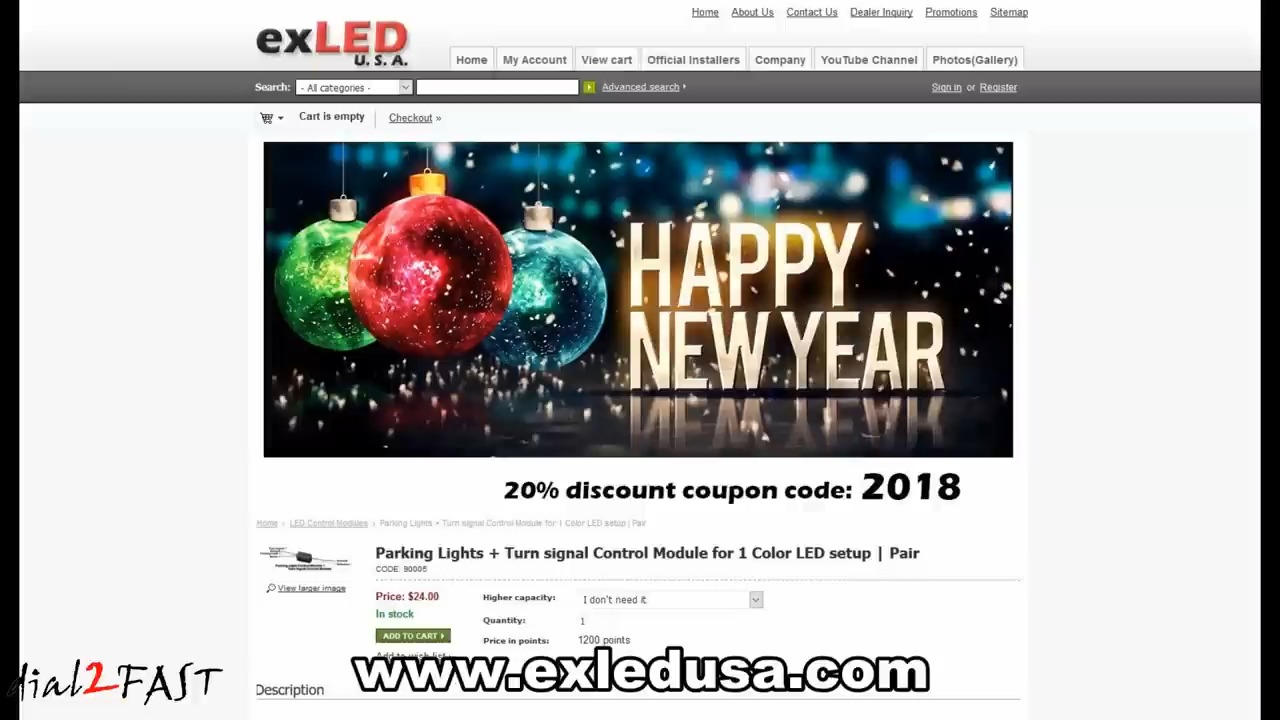 Home About Us Contact Us Dealer Inquiry Promotions Sitemap
exLED
U.S.A.
Home My Account View cart Official Installers Company YouTube Channel Photos(Gallery)
Search: - All categories - Advanced search Sign in or Register
Cart is empty Checkout »
HAPPY
NEW YEAR
20% discount coupon code: 2018
Home › LED Control Modules › Parking Lights + Turn signal Control Module for 1 Color LED setup | Pair
Parking Lights + Turn signal Control Module for 1 Color LED setup | Pair
CODE: 90005
View larger image
Price: $24.00
In stock
ADD TO CART
Add to wish list
Higher capacity: I don't need it
Quantity: 1
Price in points: 1200 points
www.exledusa.com
dial2FAST
Description